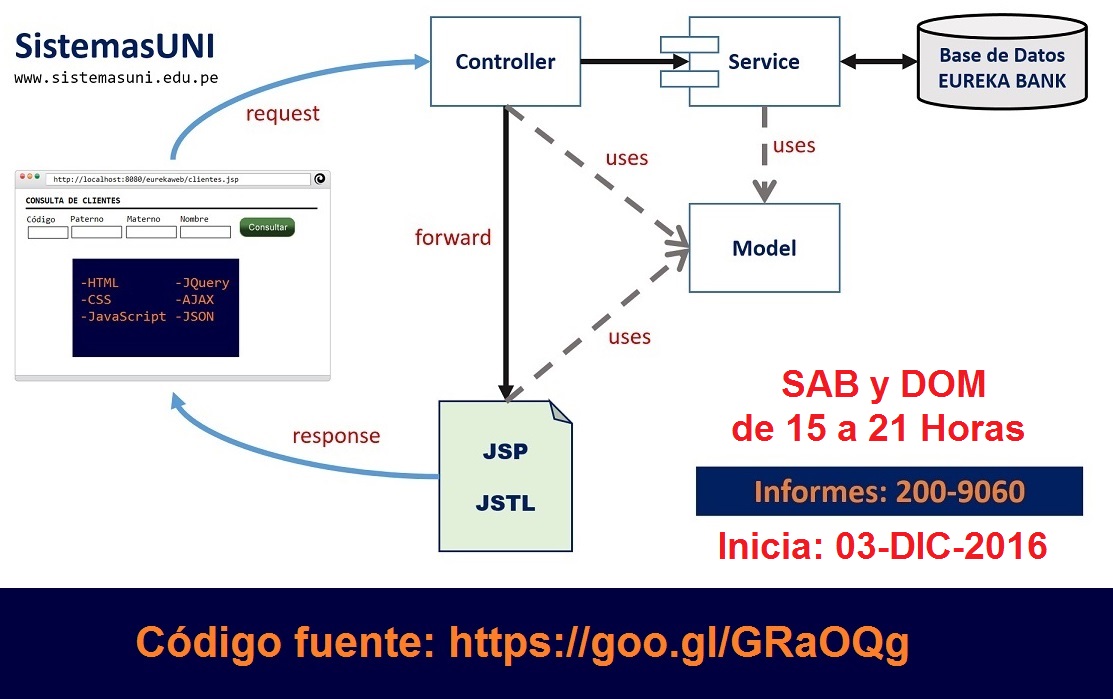 SistemasUNI
www.sistemasuni.edu.pe
request
Controller
Service
Base de Datos
EUREKA BANK
uses
uses
http://localhost:8080/eurekaweb/clientes.jsp
CONSULTA DE CLIENTES
Código Paterno Materno Nombre
Consultar
-HTML -JQuery
-CSS -AJAX
-JavaScript -JSON
forward
Model
uses
response
JSP
JSTL
SAB y DOM
de 15 a 21 Horas
Informes: 200-9060
Inicia: 03-DIC-2016
Código fuente: https://goo.gl/GRaOQg